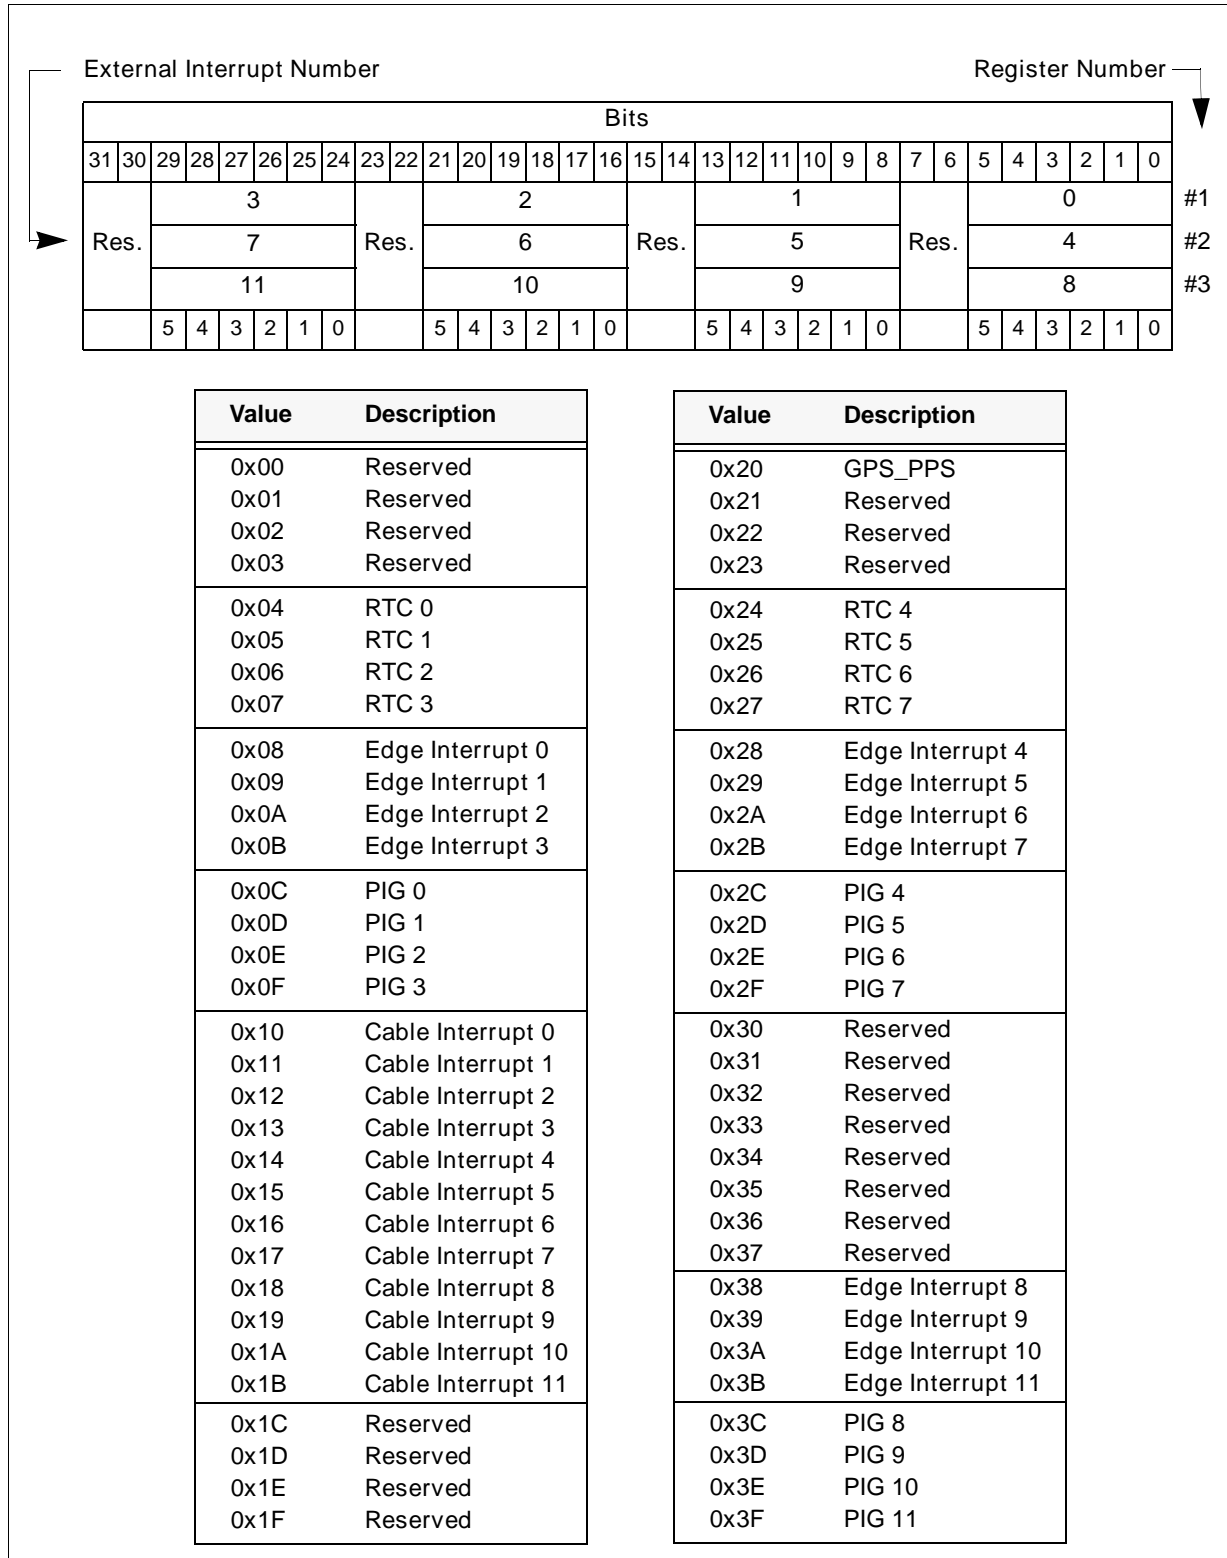 External Interrupt Number Register Number
Bits
31 30 29 28 27 26 25 24 23 22 21 20 19 18 17 16 15 14 13 12 11 10 9 8 7 6 5 4 3 2 1 0
3 2 1 0 #1
Res. 7 Res. 6 Res. 5 Res. 4 #2
11 10 9 8 #3
5 4 3 2 1 0 5 4 3 2 1 0 5 4 3 2 1 0 5 4 3 2 1 0
Value Description
0x00 Reserved
0x01 Reserved
0x02 Reserved
0x03 Reserved
0x04 RTC 0
0x05 RTC 1
0x06 RTC 2
0x07 RTC 3
0x08 Edge Interrupt 0
0x09 Edge Interrupt 1
0x0A Edge Interrupt 2
0x0B Edge Interrupt 3
0x0C PIG 0
0x0D PIG 1
0x0E PIG 2
0x0F PIG 3
0x10 Cable Interrupt 0
0x11 Cable Interrupt 1
0x12 Cable Interrupt 2
0x13 Cable Interrupt 3
0x14 Cable Interrupt 4
0x15 Cable Interrupt 5
0x16 Cable Interrupt 6
0x17 Cable Interrupt 7
0x18 Cable Interrupt 8
0x19 Cable Interrupt 9
0x1A Cable Interrupt 10
0x1B Cable Interrupt 11
0x1C Reserved
0x1D Reserved
0x1E Reserved
0x1F Reserved
Value Description
0x20 GPS_PPS
0x21 Reserved
0x22 Reserved
0x23 Reserved
0x24 RTC 4
0x25 RTC 5
0x26 RTC 6
0x27 RTC 7
0x28 Edge Interrupt 4
0x29 Edge Interrupt 5
0x2A Edge Interrupt 6
0x2B Edge Interrupt 7
0x2C PIG 4
0x2D PIG 5
0x2E PIG 6
0x2F PIG 7
0x30 Reserved
0x31 Reserved
0x32 Reserved
0x33 Reserved
0x34 Reserved
0x35 Reserved
0x36 Reserved
0x37 Reserved
0x38 Edge Interrupt 8
0x39 Edge Interrupt 9
0x3A Edge Interrupt 10
0x3B Edge Interrupt 11
0x3C PIG 8
0x3D PIG 9
0x3E PIG 10
0x3F PIG 11